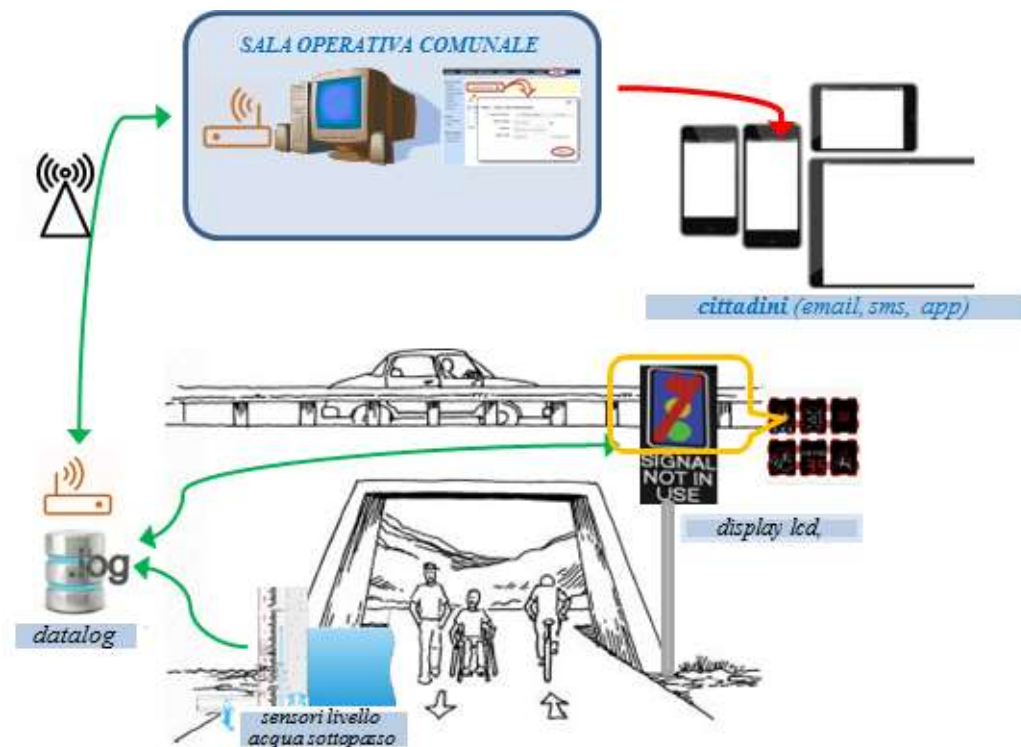 SALA OPERATIVA COMUNALE
cittadini (email, sms, app)
SIGNAL
NOT IN
USE
display lcd,
.log
datalog
sensori livello
acqua sottopasso